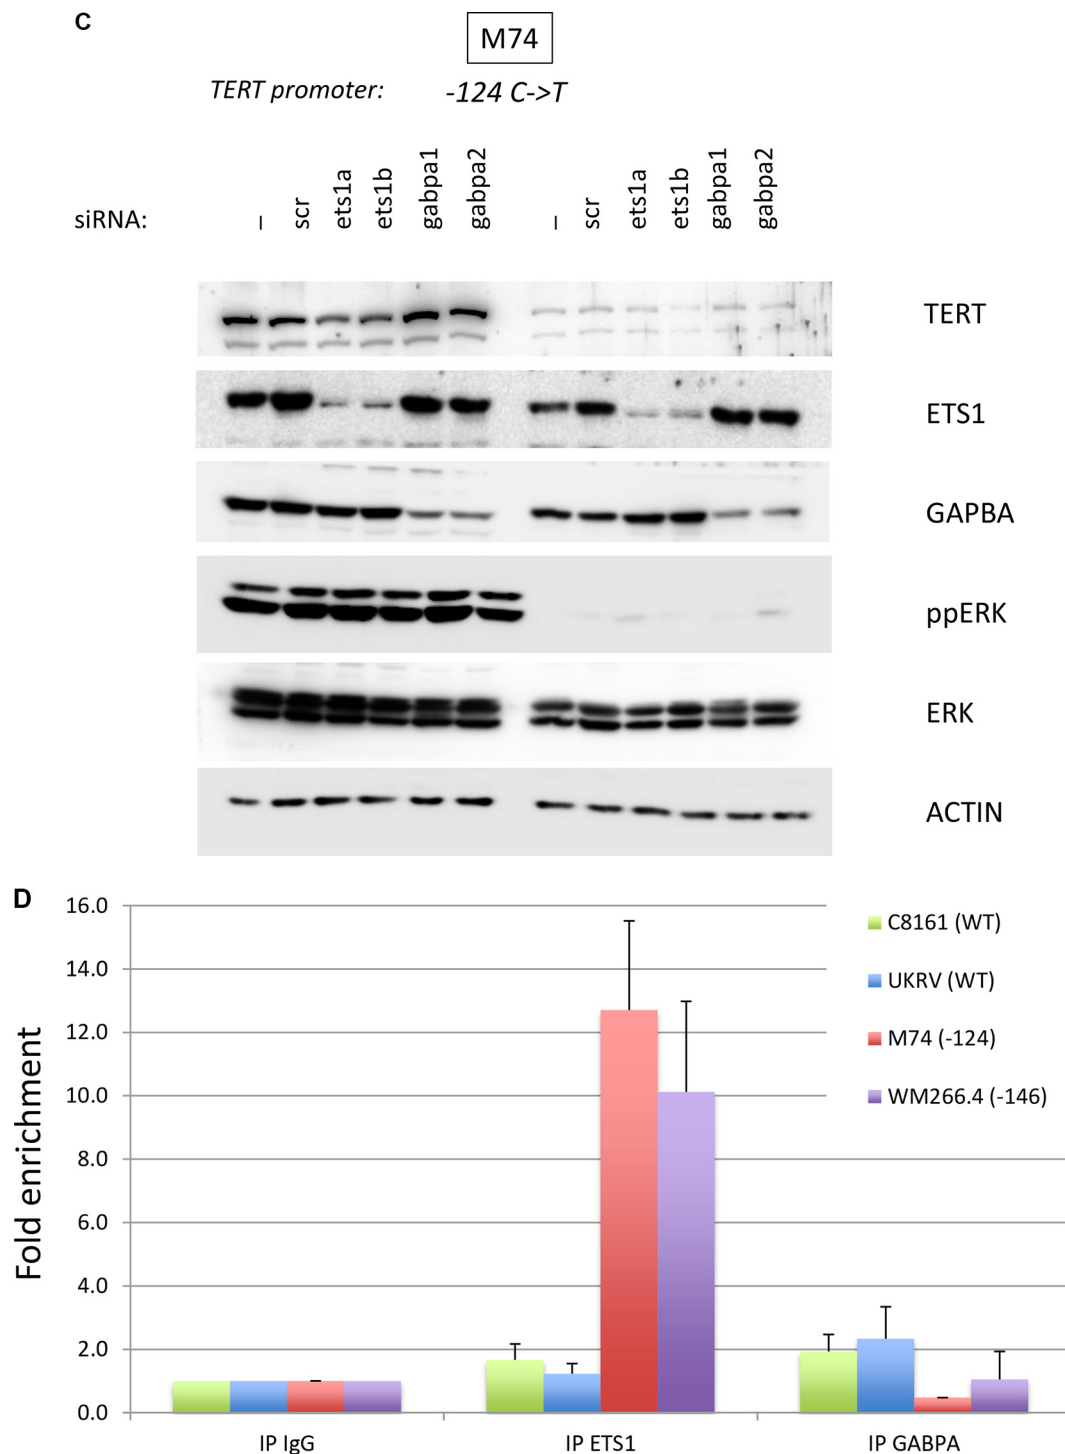 C
M74
TERT promoter: -124 C->T
siRNA: – scr ets1a ets1b gabpa1 gabpa2 – scr ets1a ets1b gabpa1 gabpa2
TERT
ETS1
GAPBA
ppERK
ERK
ACTIN
D
Fold enrichment
16.0
14.0
12.0
10.0
8.0
6.0
4.0
2.0
0.0
C8161 (WT)
UKRV (WT)
M74 (-124)
WM266.4 (-146)
IP IgG IP ETS1 IP GABPA